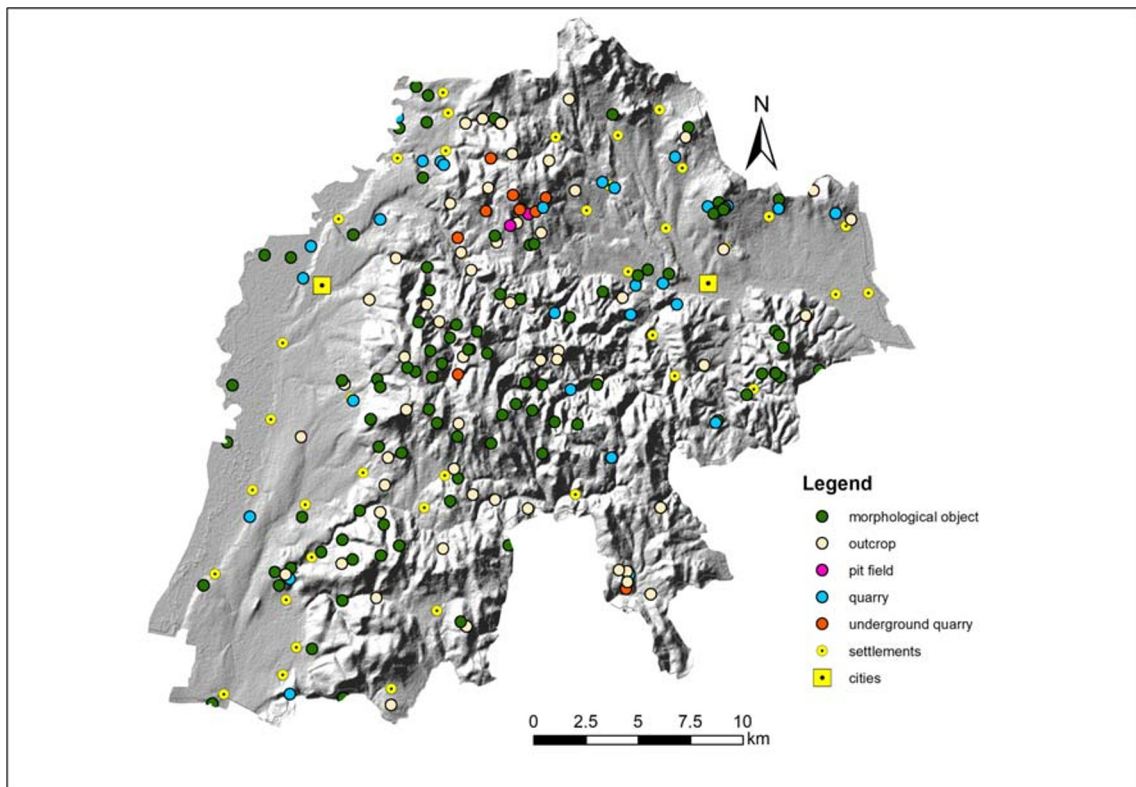 N
Legend
morphological object
outcrop
pit field
quarry
underground quarry
settlements
cities
0 2.5 5 7.5 10
km